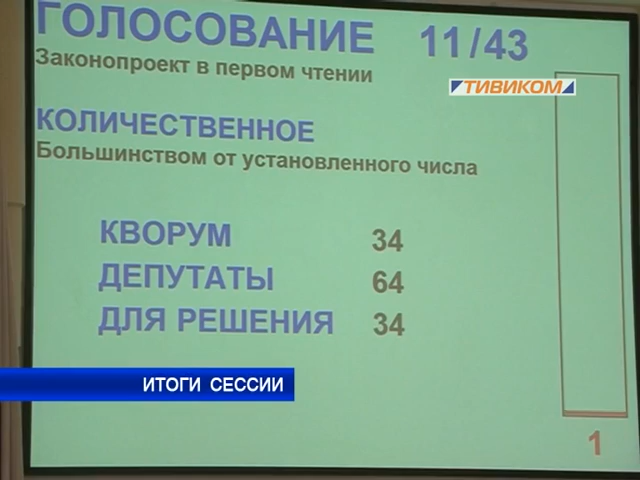 ГОЛОСОВАНИЕ 11/43
Законопроект в первом чтении
ТИВИКОМ
КОЛИЧЕСТВЕННОЕ
Большинством от установленного числа
КВОРУМ 34
ДЕПУТАТЫ 64
ДЛЯ РЕШЕНИЯ 34
ИТОГИ СЕССИИ
1